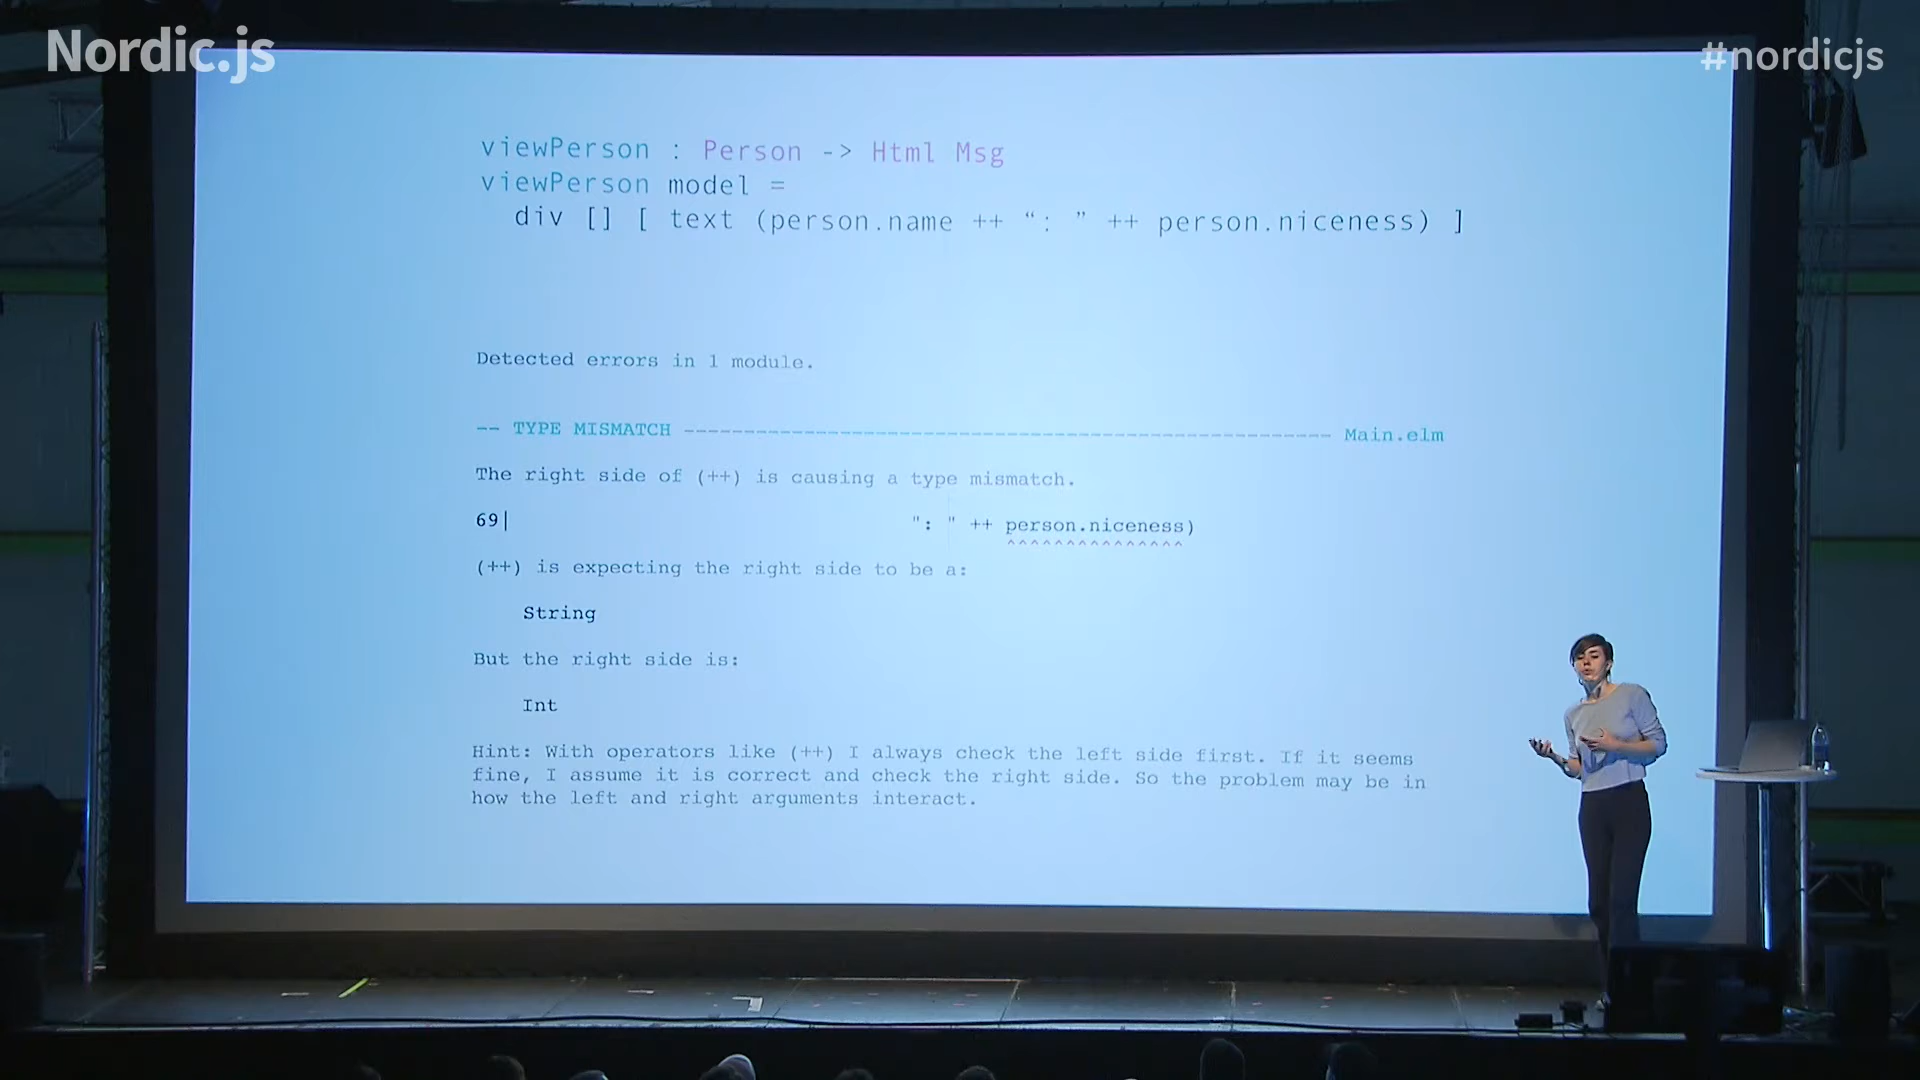 Nordic.js
#nordicjs
viewPerson : Person -> Html Msg
viewPerson model =
div [] [ text (person.name ++ “: ” ++ person.niceness) ]
Detected errors in 1 module.
-- TYPE MISMATCH ----------------------------------------------------- Main.elm
The right side of (++) is causing a type mismatch.
69| ": " ++ person.niceness)
^^^^^^^^^^^^^^^
(++) is expecting the right side to be a:
String
But the right side is:
Int
Hint: With operators like (++) I always check the left side first. If it seems
fine, I assume it is correct and check the right side. So the problem may be in
how the left and right arguments interact.